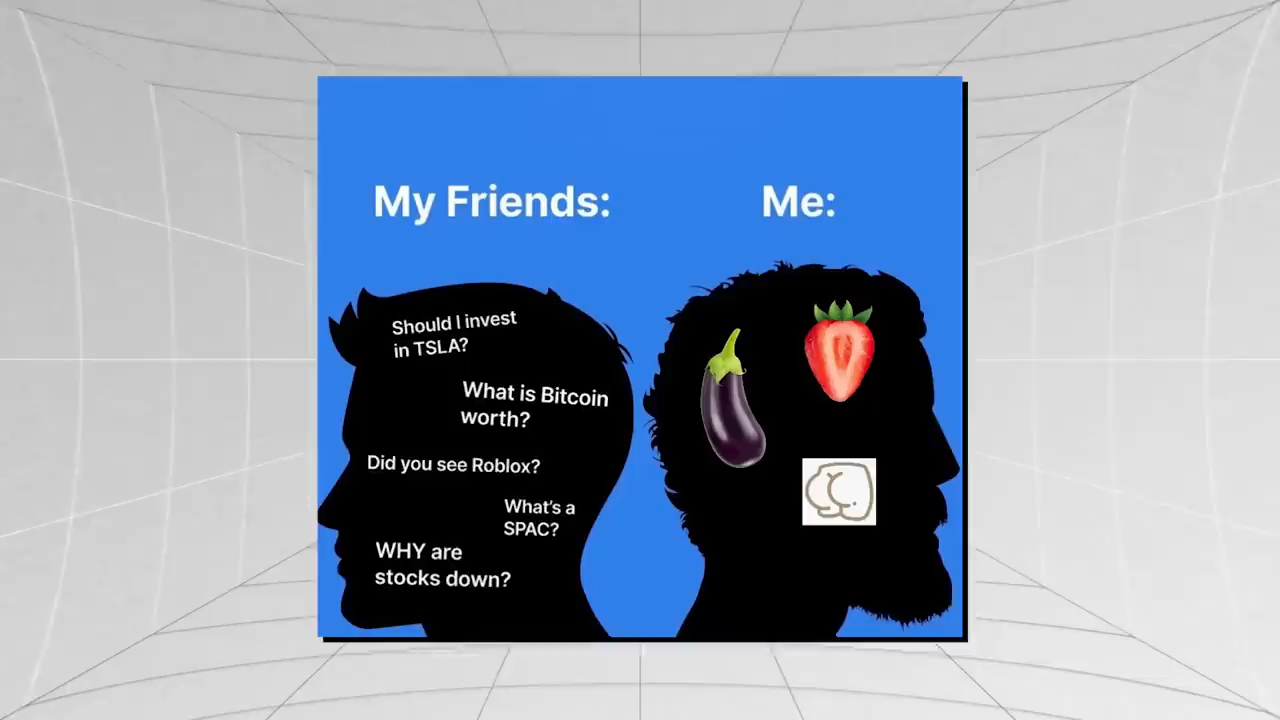 My Friends:
Me:
Should I invest
in TSLA?
What is Bitcoin
worth?
Did you see Roblox?
What's a
SPAC?
WHY are
stocks down?